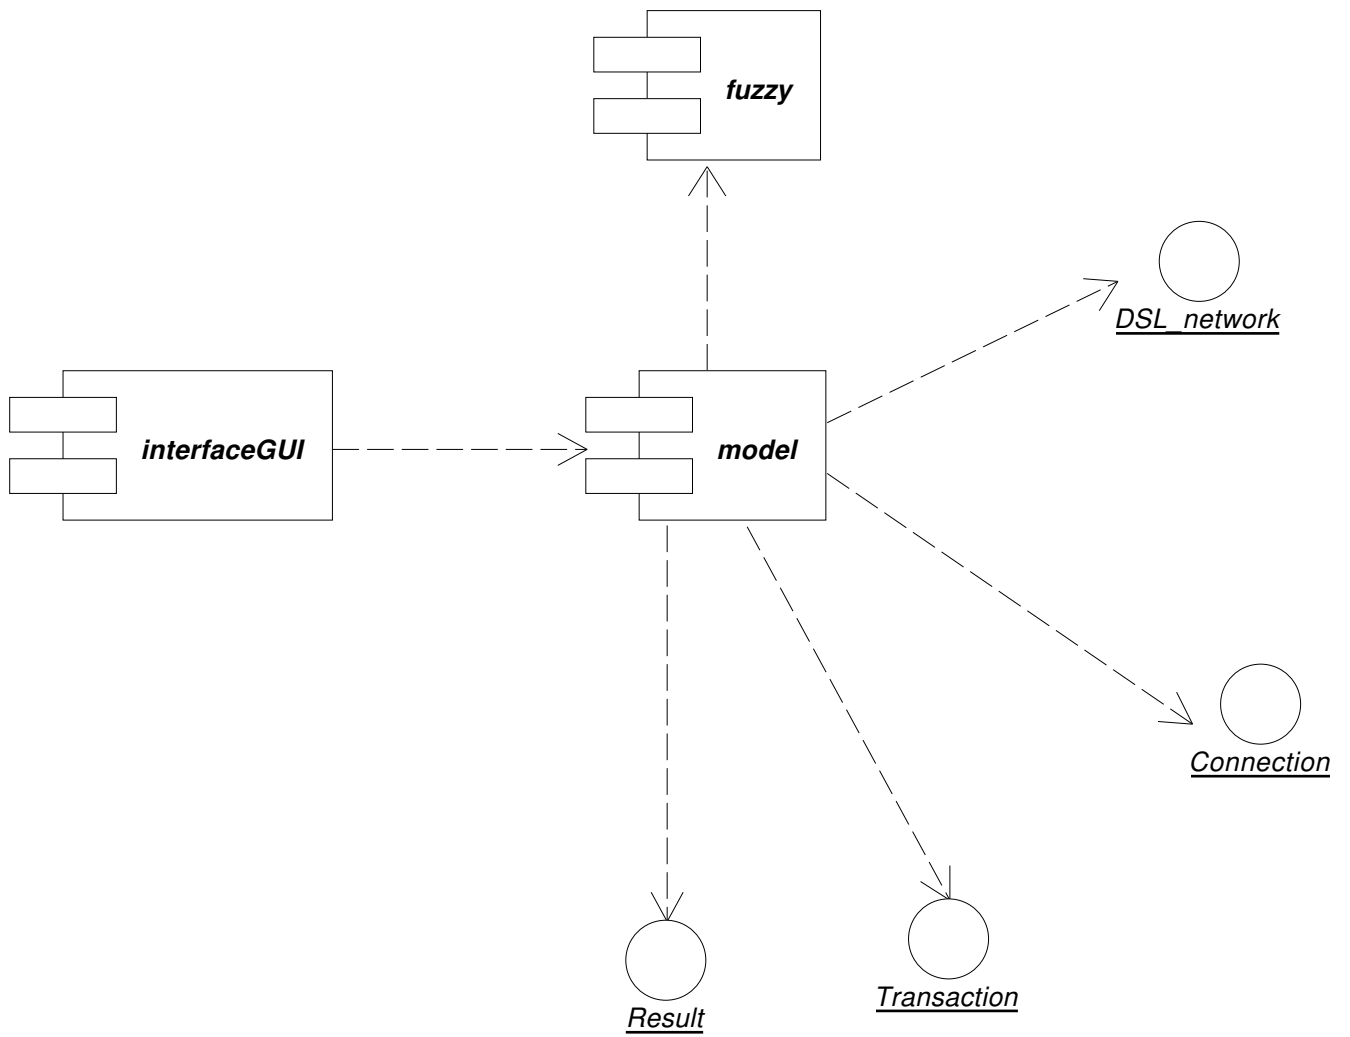 fuzzy
DSL_network
interfaceGUI
model
Connection
Transaction
Result